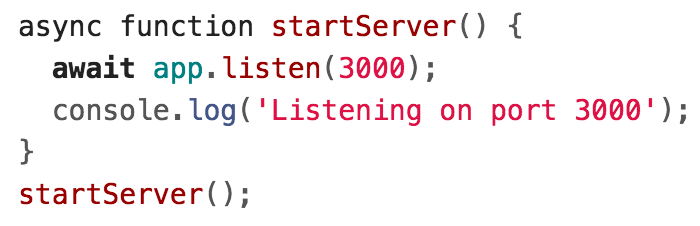 async function startServer() {
  await app.listen(3000);
  console.log('Listening on port 3000');
}
startServer();